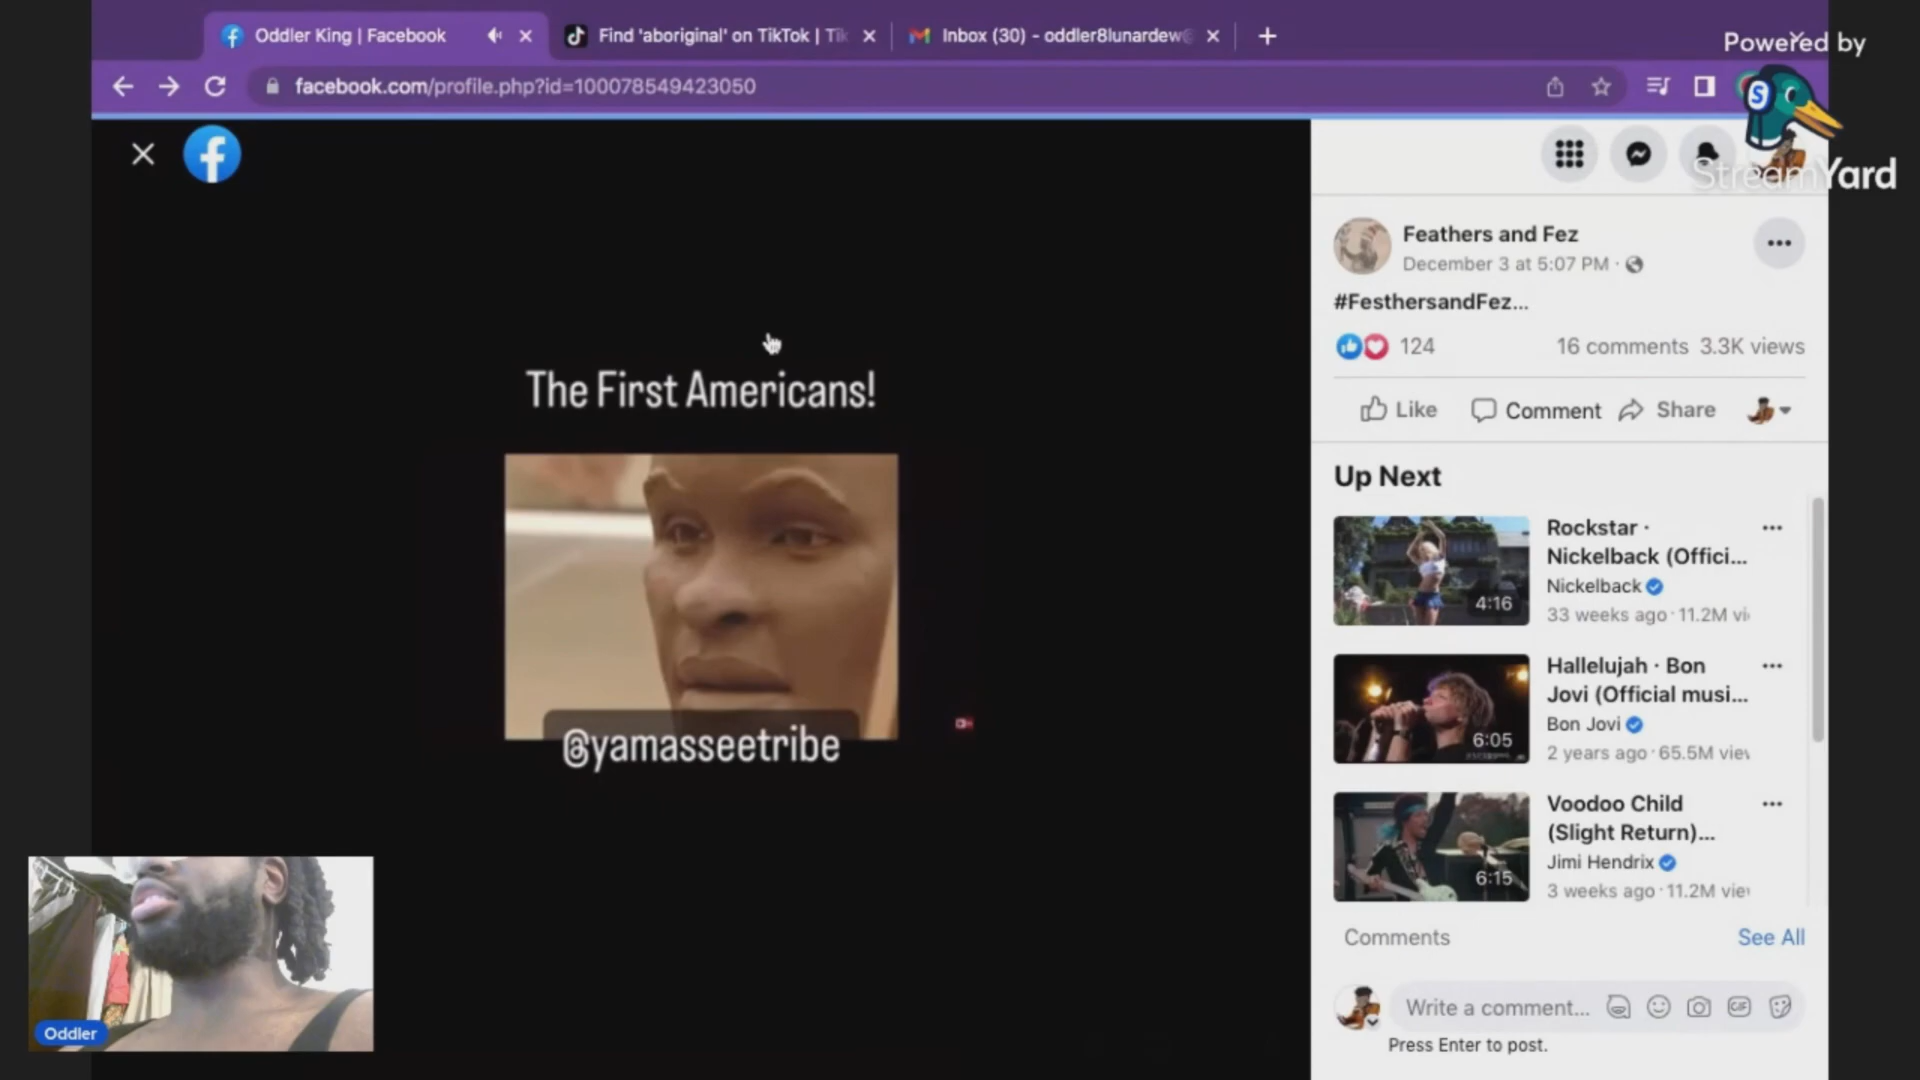 Oddler King | Facebook
Find 'aboriginal' on TikTok | Tik
Inbox (30) - oddler8lunardew@
Powered by
facebook.com/profile.php?id=100078549423050
StreamYard
Feathers and Fez
December 3 at 5:07 PM ·
#FesthersandFez...
124
16 comments 3.3K views
Like
Comment
Share
The First Americans!
@yamasseetribe
Up Next
Rockstar ·
Nickelback (Offici...
Nickelback
33 weeks ago · 11.2M vi
4:16
Hallelujah · Bon
Jovi (Official musi...
Bon Jovi
2 years ago · 65.5M view
6:05
Voodoo Child
(Slight Return)...
Jimi Hendrix
3 weeks ago · 11.2M view
6:15
Comments
See All
Write a comment...
GIF
Press Enter to post.
Oddler